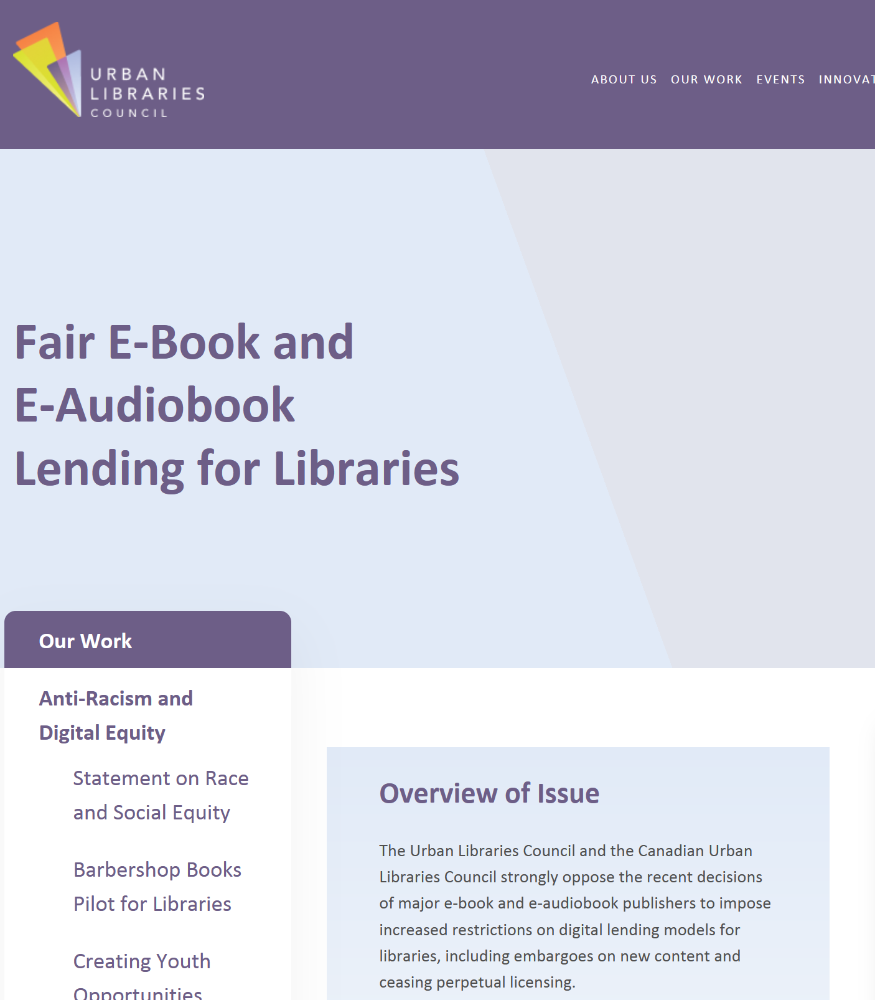 URBAN
LIBRARIES
COUNCIL
ABOUT US OUR WORK EVENTS
Fair E-Book and
E-Audiobook
Lending for Libraries
Our Work
Anti-Racism and
Digital Equity
Statement on Race
and Social Equity
Barbershop Books
Pilot for Libraries
Creating Youth
Opportunities
Overview of Issue
The Urban Libraries Council and the Canadian Urban
Libraries Council strongly oppose the recent decisions
of major e-book and e-audiobook publishers to impose
increased restrictions on digital lending models for
libraries, including embargoes on new content and
ceasing perpetual licensing.